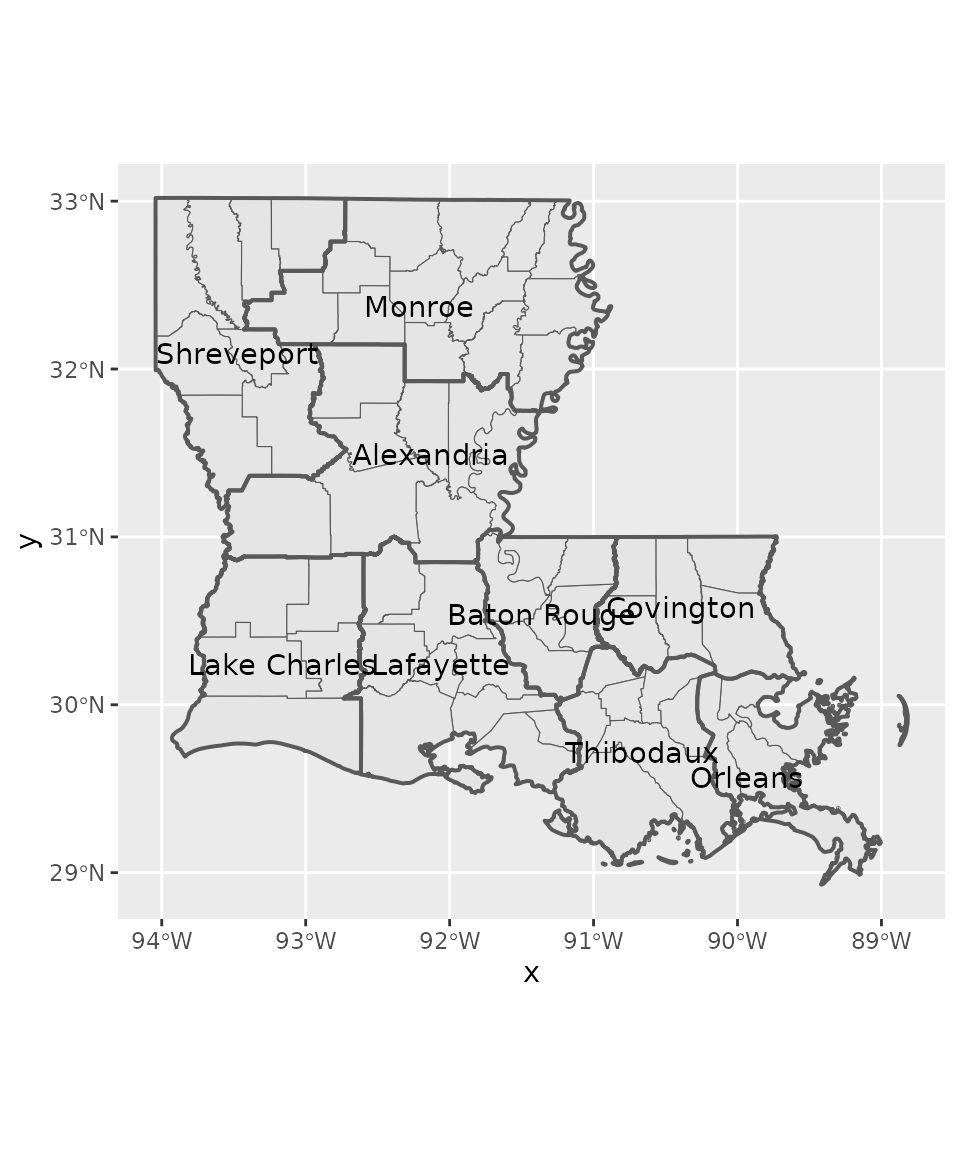 33°N
Monroe
Shreveport
32°N
Alexandria
31°N
y
Baton Rouge
Covington
Lake Charles
Lafayette
30°N
Thibodaux
Orleans
29°N
94°W 93°W 92°W 91°W 90°W 89°W
x